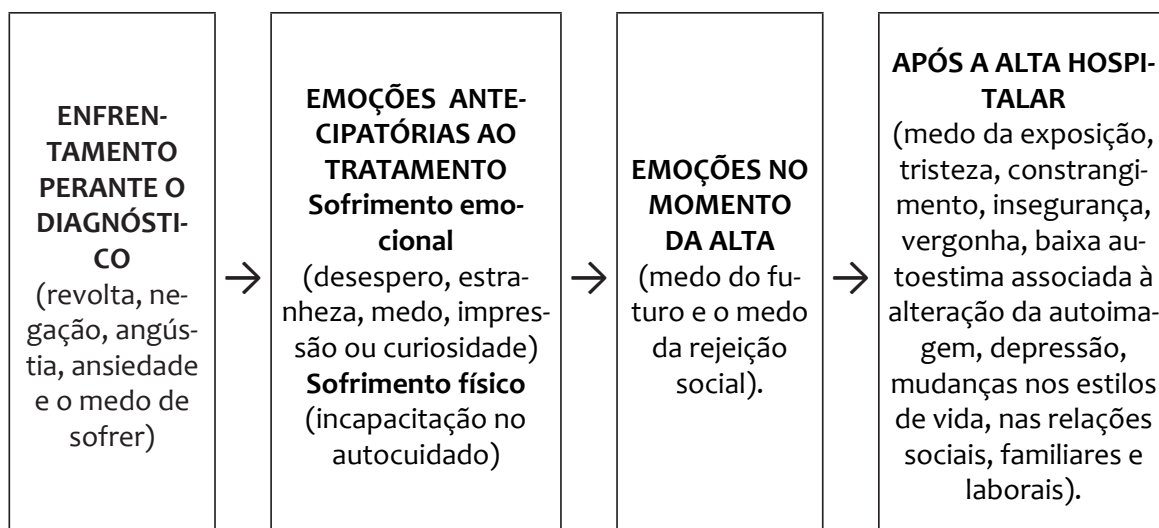 ENFREN-
TAMENTO
PERANTE O
DIAGNÓSTI-
CO
(revolta, ne-
gação, angús-
tia, ansiedade
e o medo de
sofrer)
→
EMOÇÕES ANTE-
CIPATÓRIAS AO
TRATAMENTO
Sofrimento emo-
cional
(desespero, estra-
nheza, medo, impres-
são ou curiosidade)
Sofrimento físico
(incapacitação no
autocuidado)
→
EMOÇÕES NO
MOMENTO
DA ALTA
(medo do fu-
turo e o medo
da rejeição
social).
→
APÓS A ALTA HOSPI-
TALAR
(medo da exposição,
tristeza, constrangi-
mento, insegurança,
vergonha, baixa au-
toestima associada à
alteração da autoima-
gem, depressão,
mudanças nos estilos
de vida, nas relações
sociais, familiares e
laborais).